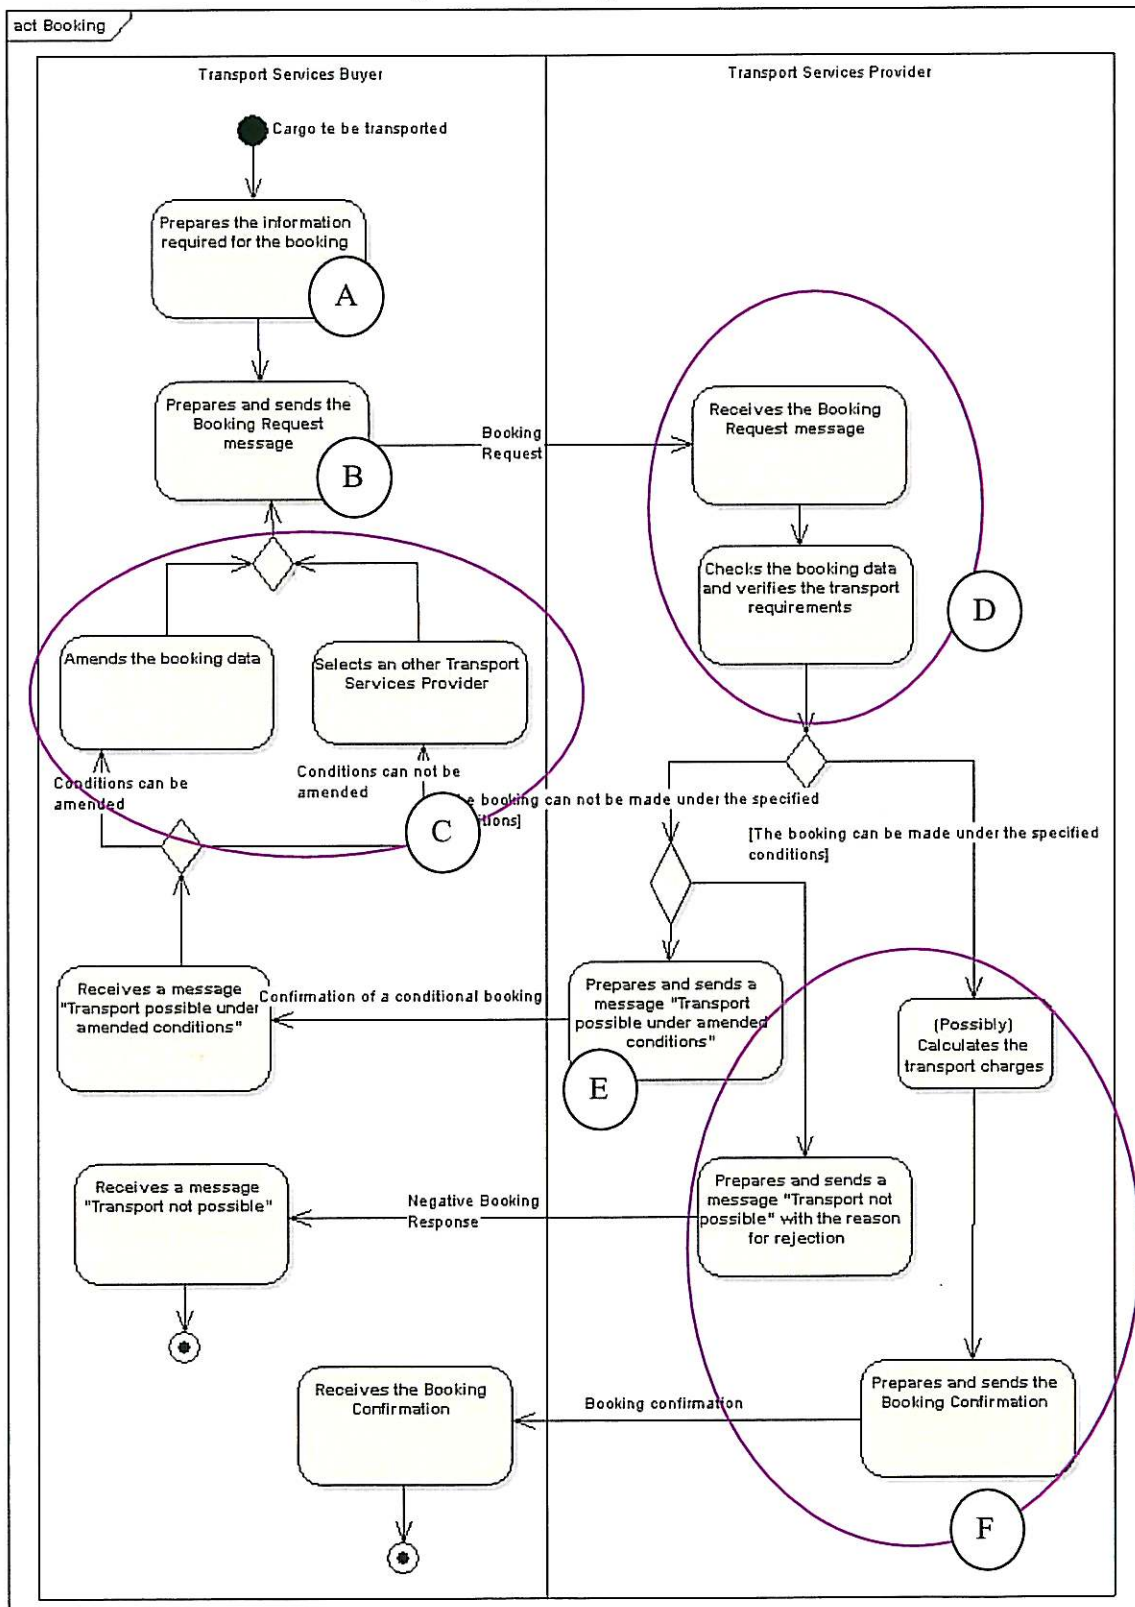 act Booking
Transport Services Buyer
Transport Services Provider
Cargo te be transported
Prepares the information
required for the booking
A
Prepares and sends the
Booking Request
message
B
Booking
Request
Receives the Booking
Request message
Checks the booking data
and verifies the transport
requirements
D
Amends the booking data
Selects an other Transport
Services Provider
Conditions can be
amended
Conditions can not be
amended
C
booking can not be made under the specified
[The booking can be made under the specified
conditions]
Receives a message
"Transport possible under
amended conditions"
Confirmation of a conditional booking
Prepares and sends a
message "Transport
possible under amended
conditions"
E
(Possibly)
Calculates the
transport charges
Receives a message
"Transport not possible"
Negative Booking
Response
Prepares and sends a
message "Transport not
possible" with the reason
for rejection
Receives the Booking
Confirmation
Booking confirmation
Prepares and sends the
Booking Confirmation
F